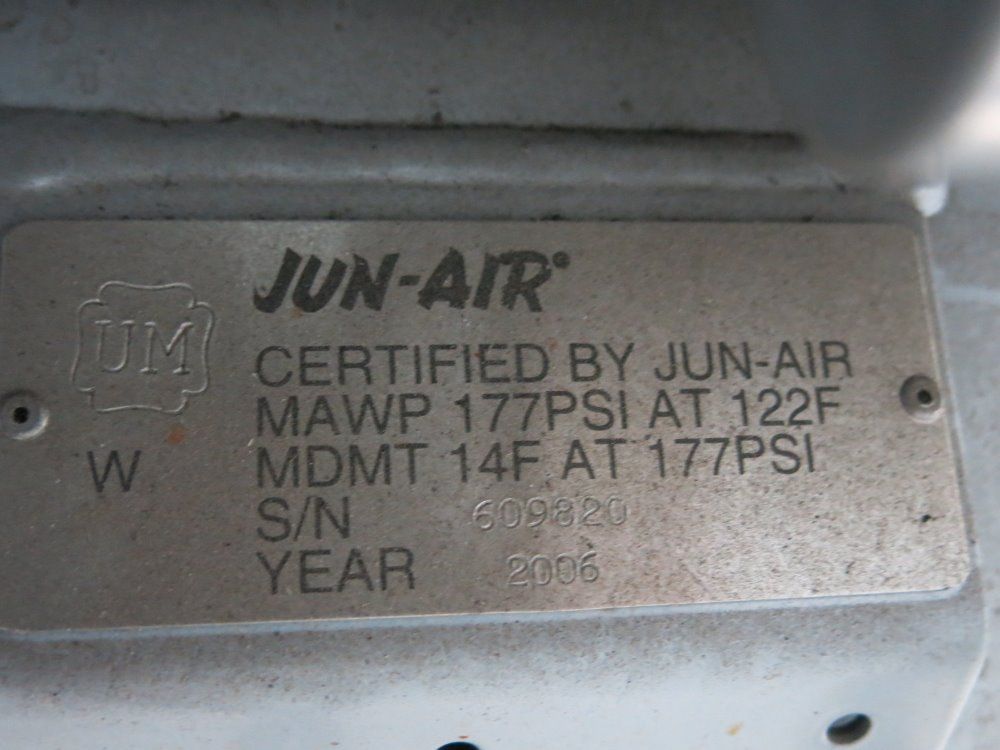 JUN-AIR®
UM
CERTIFIED BY JUN-AIR
MAWP 177PSI AT 122F
W MDMT 14F AT 177PSI
S/N 609820
YEAR 2006